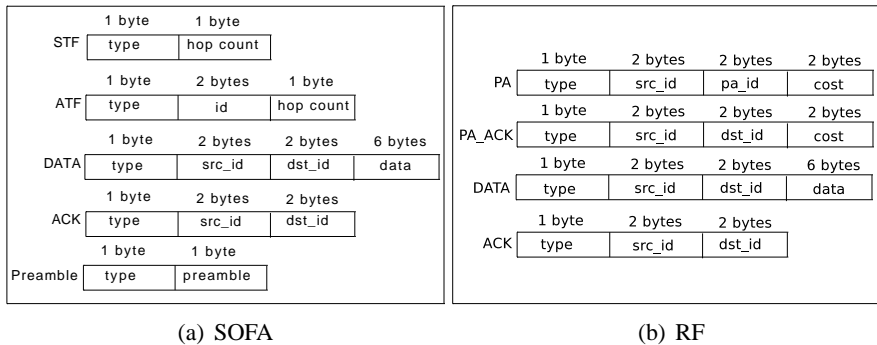 1 byte 1 byte
STF type hop count
1 byte 2 bytes 1 byte
ATF type id hop count
1 byte 2 bytes 2 bytes 6 bytes
DATA type src_id dst_id data
1 byte 2 bytes 2 bytes
ACK type src_id dst_id
1 byte 1 byte
Preamble type preamble
(a) SOFA
1 byte 2 bytes 2 bytes 2 bytes
PA type src_id pa_id cost
1 byte 2 bytes 2 bytes 2 bytes
PA_ACK type src_id dst_id cost
1 byte 2 bytes 2 bytes 6 bytes
DATA type src_id dst_id data
1 byte 2 bytes 2 bytes
ACK type src_id dst_id
(b) RF